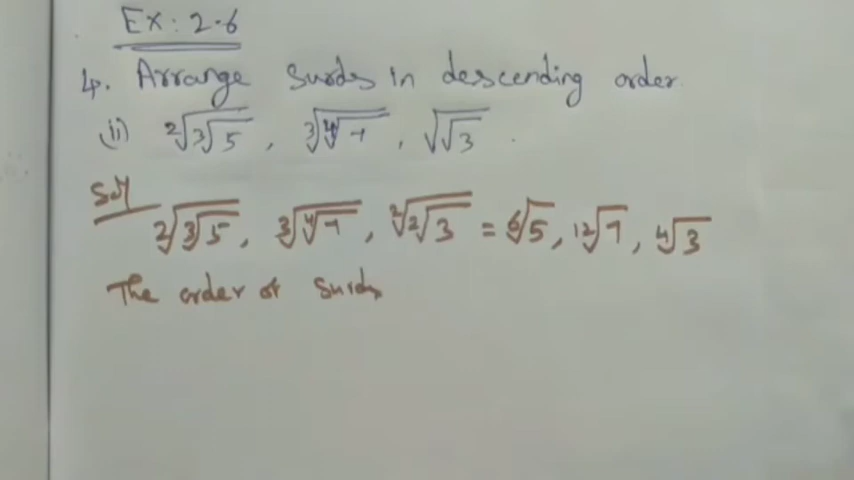 Ex: 2.6
4. Arrange surds in descending order
(ii) ²√³√5, ³√⁴√7, √√3.
Sol
²√³√5, ³√⁴√7, ²√²√3 = ⁶√5, ¹²√7, ⁴√3
The order of surds